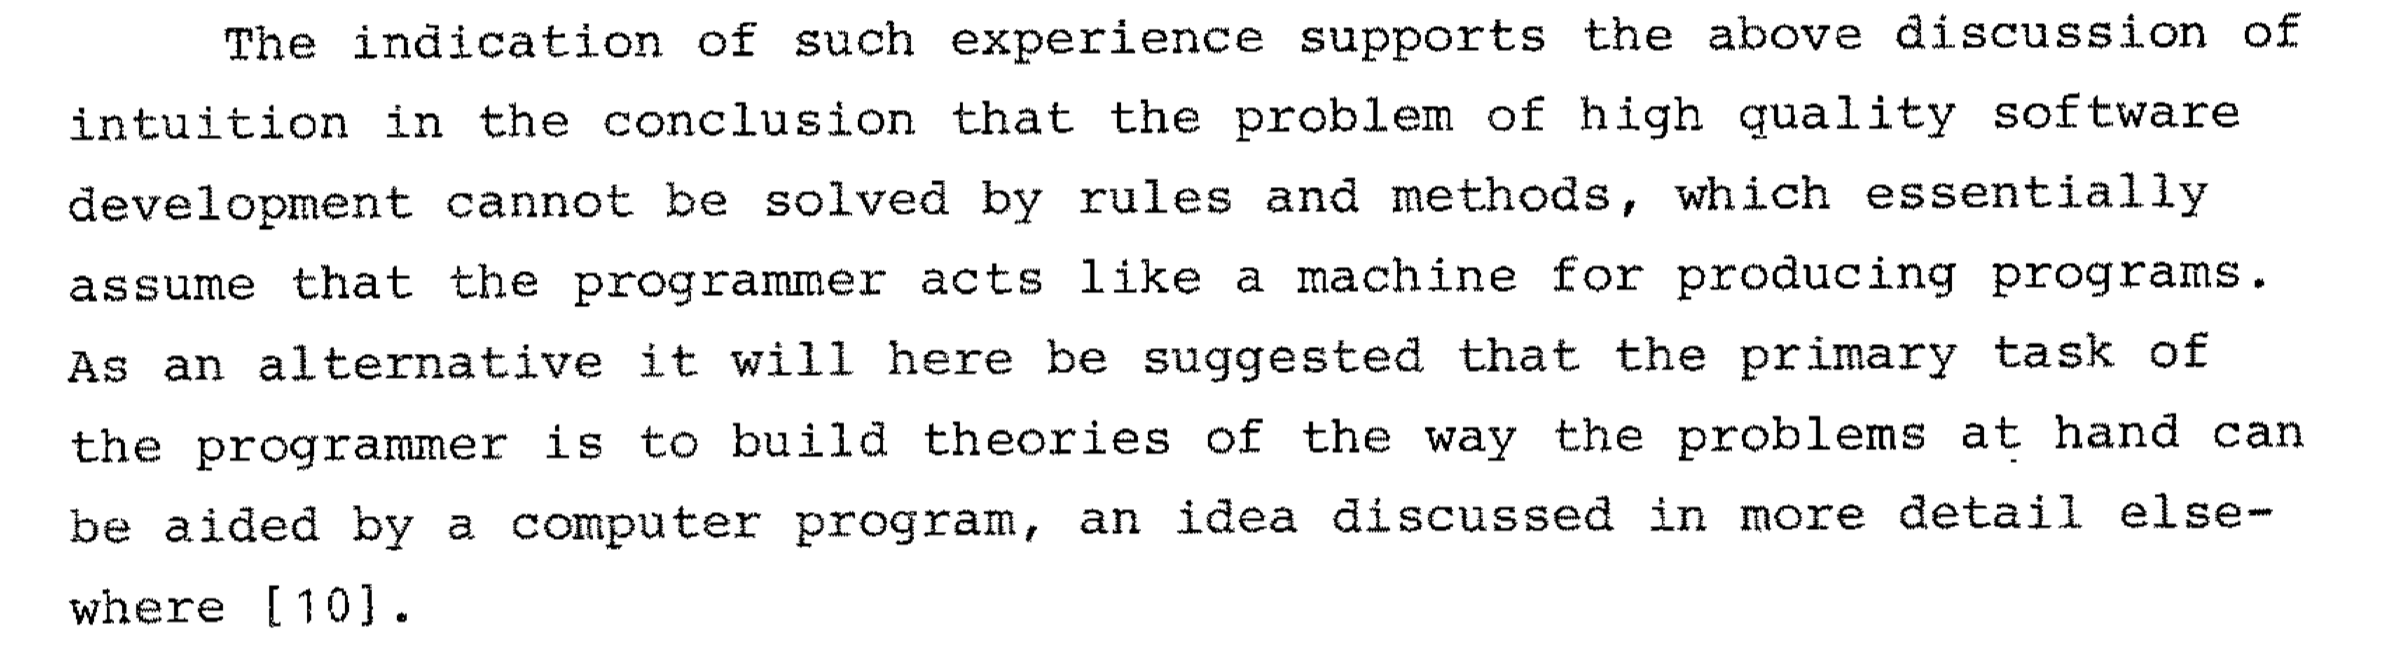 The indication of such experience supports the above discussion of
intuition in the conclusion that the problem of high quality software
development cannot be solved by rules and methods, which essentially
assume that the programmer acts like a machine for producing programs.
As an alternative it will here be suggested that the primary task of
the programmer is to build theories of the way the problems at hand can
be aided by a computer program, an idea discussed in more detail else-
where [10].